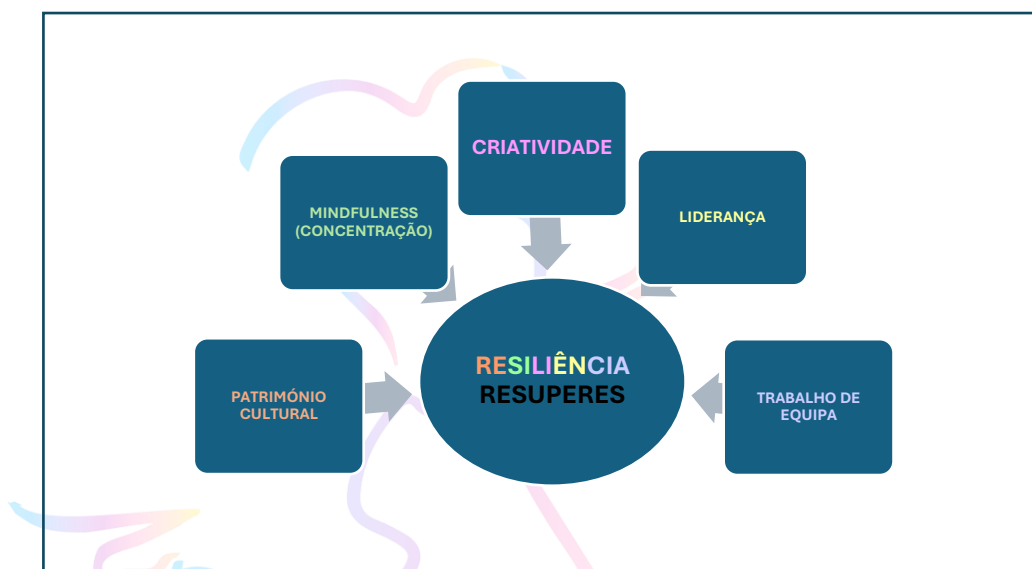 CRIATIVIDADE
MINDFULNESS
(CONCENTRAÇÃO)
LIDERANÇA
RESILIÊNCIA
RESUPERES
PATRIMÓNIO
CULTURAL
TRABALHO DE
EQUIPA